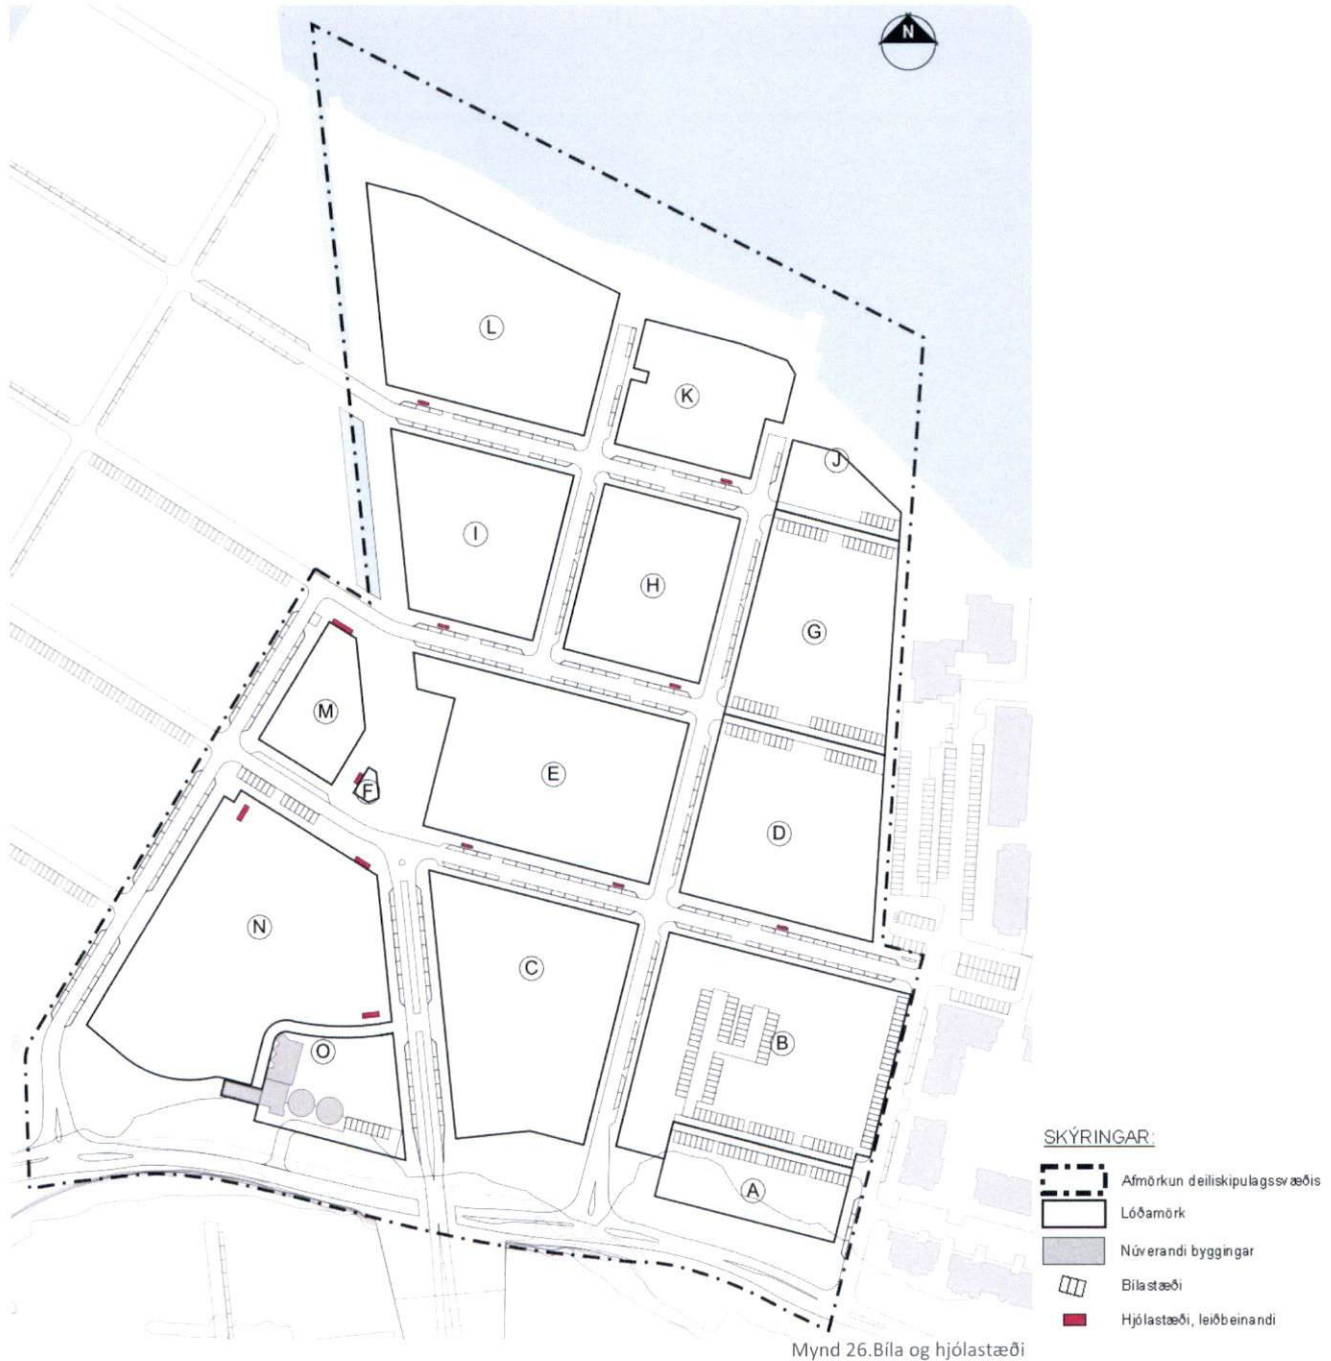 N
L
K
J
I
H
G
M
E
F
D
N
C
B
O
A
SKÝRINGAR:
Afmörkun deiliskipulagssvæðis
Lóðamörk
Núverandi byggingar
Bílastæði
Hjólastæði, leiðbeinandi
Mynd 26.Bíla og hjólastæði